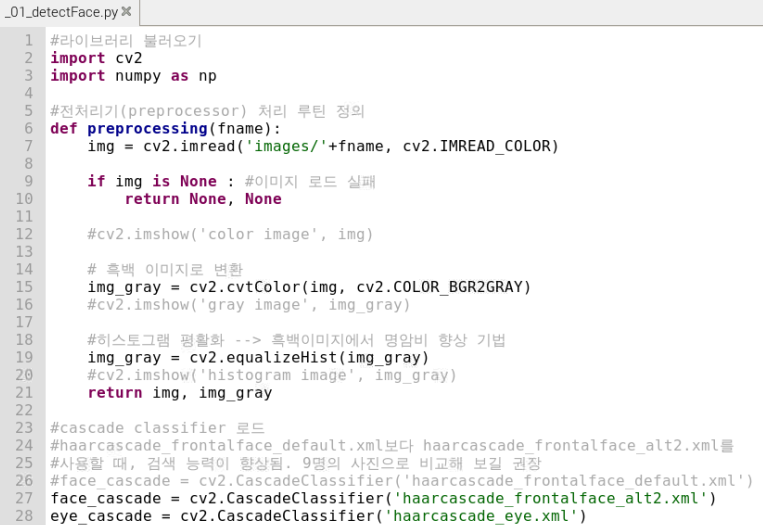 _01_detectFace.py ✖
1 #라이브러리 불러오기
2 import cv2
3 import numpy as np
4
5 #전처리기(preprocessor) 처리 루틴 정의
6 def preprocessing(fname):
7     img = cv2.imread('images/'+fname, cv2.IMREAD_COLOR)
8
9     if img is None : #이미지 로드 실패
10         return None, None
11
12     #cv2.imshow('color image', img)
13
14     # 흑백 이미지로 변환
15     img_gray = cv2.cvtColor(img, cv2.COLOR_BGR2GRAY)
16     #cv2.imshow('gray image', img_gray)
17
18     #히스토그램 평활화 --> 흑백이미지에서 명암비 향상 기법
19     img_gray = cv2.equalizeHist(img_gray)
20     #cv2.imshow('histogram image', img_gray)
21     return img, img_gray
22
23 #cascade classifier 로드
24 #haarcascade_frontalface_default.xml보다 haarcascade_frontalface_alt2.xml를
25 #사용할 때, 검색 능력이 향상됨. 9명의 사진으로 비교해 보길 권장
26 #face_cascade = cv2.CascadeClassifier('haarcascade_frontalface_default.xml')
27 face_cascade = cv2.CascadeClassifier('haarcascade_frontalface_alt2.xml')
28 eye_cascade = cv2.CascadeClassifier('haarcascade_eye.xml')